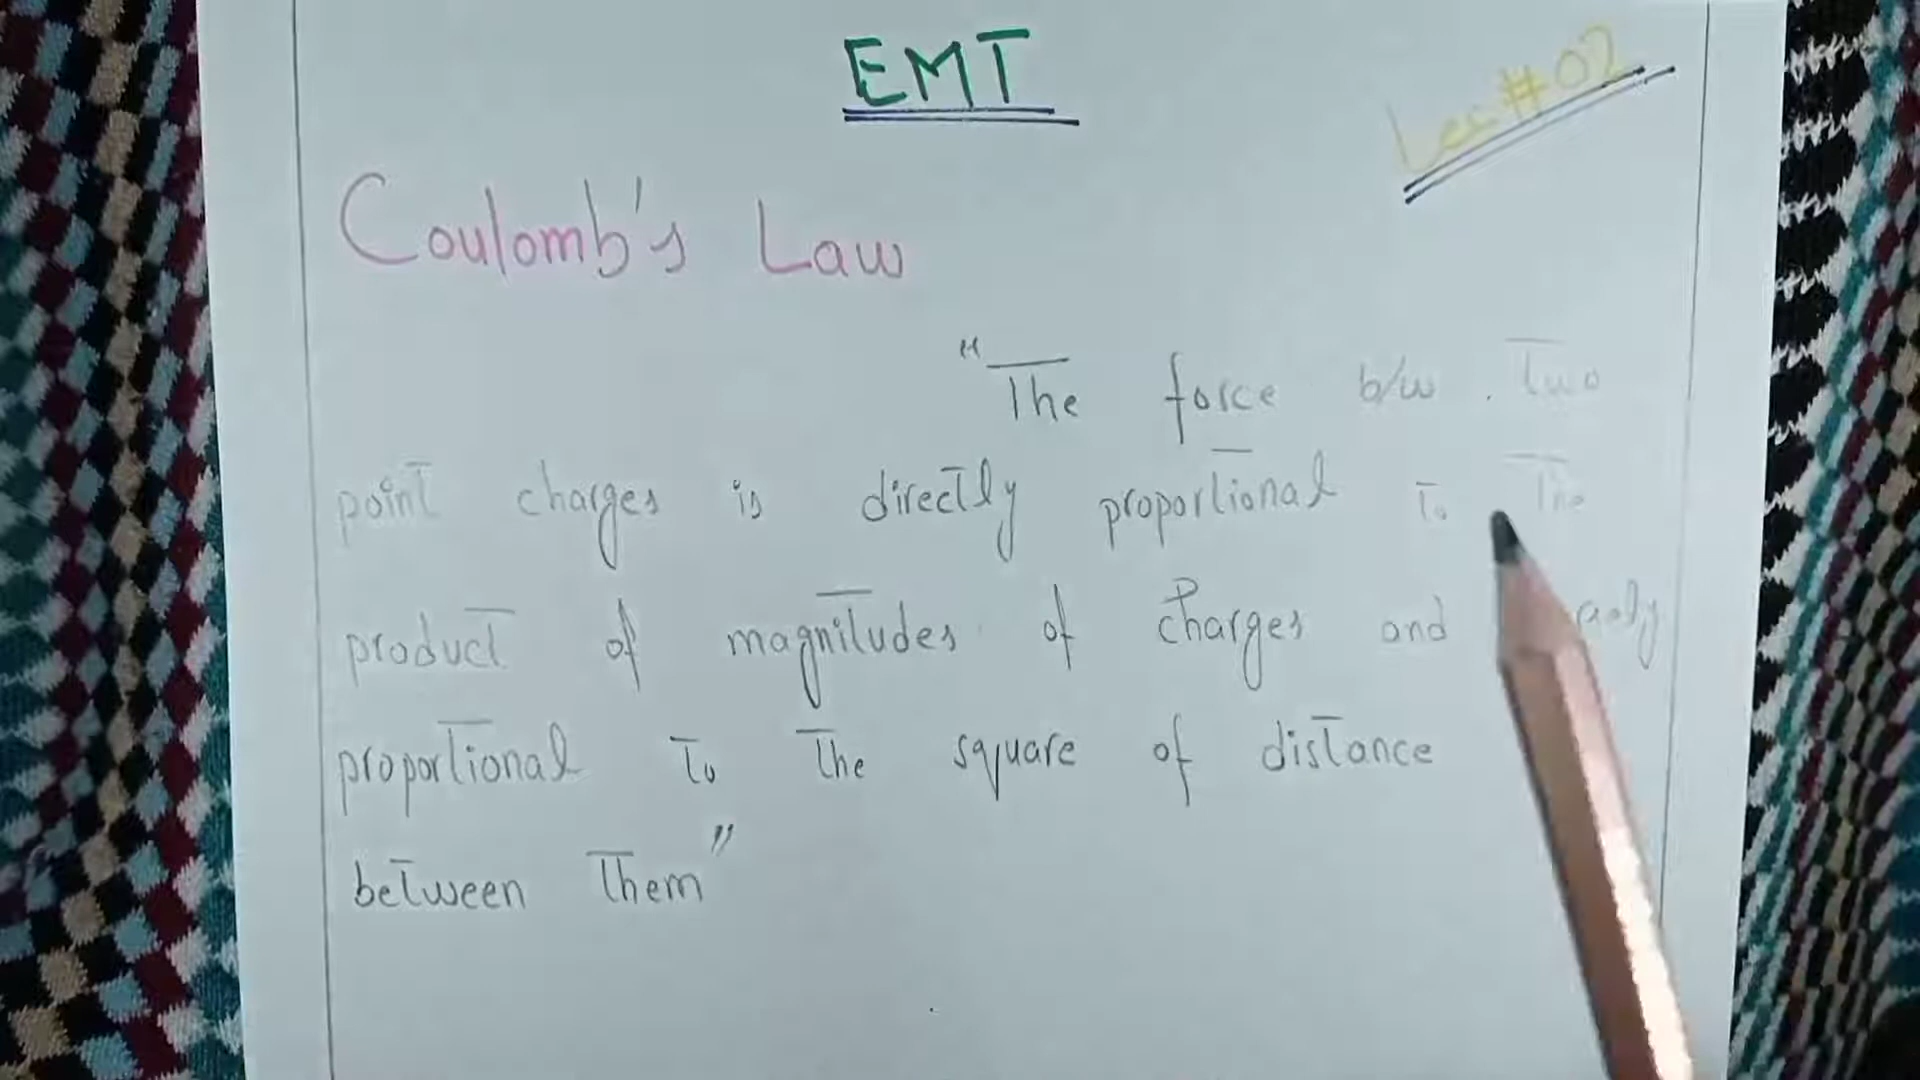 EMT
Lec#02
Coulomb's Law
"The force b/w two
point charges is directly proportional to the
product of magnitudes of charges and
proportional to the square of distance
between them"